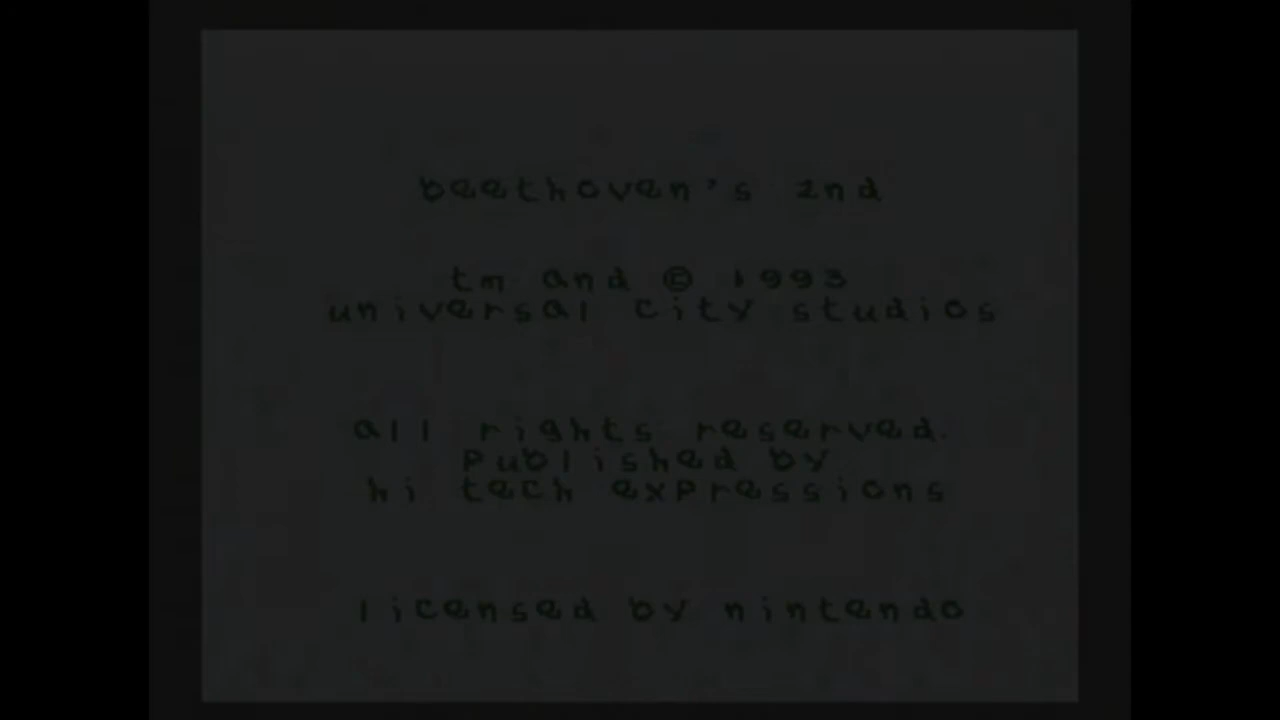 beethoven's 2nd
tm and © 1993
universal city studios
all rights reserved.
published by
hi tech expressions
licensed by nintendo